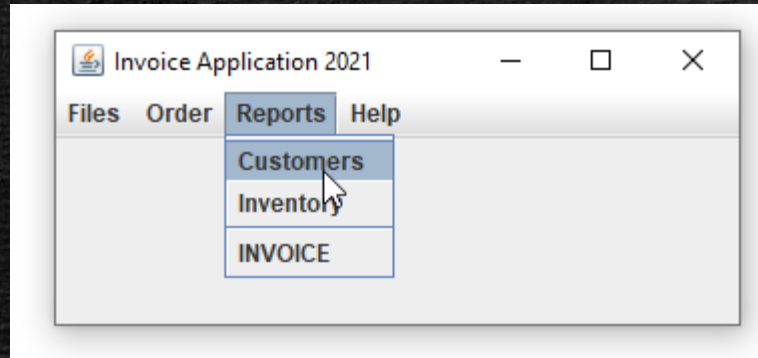 Invoice Application 2021
Files Order Reports Help
Customers
Inventory
INVOICE